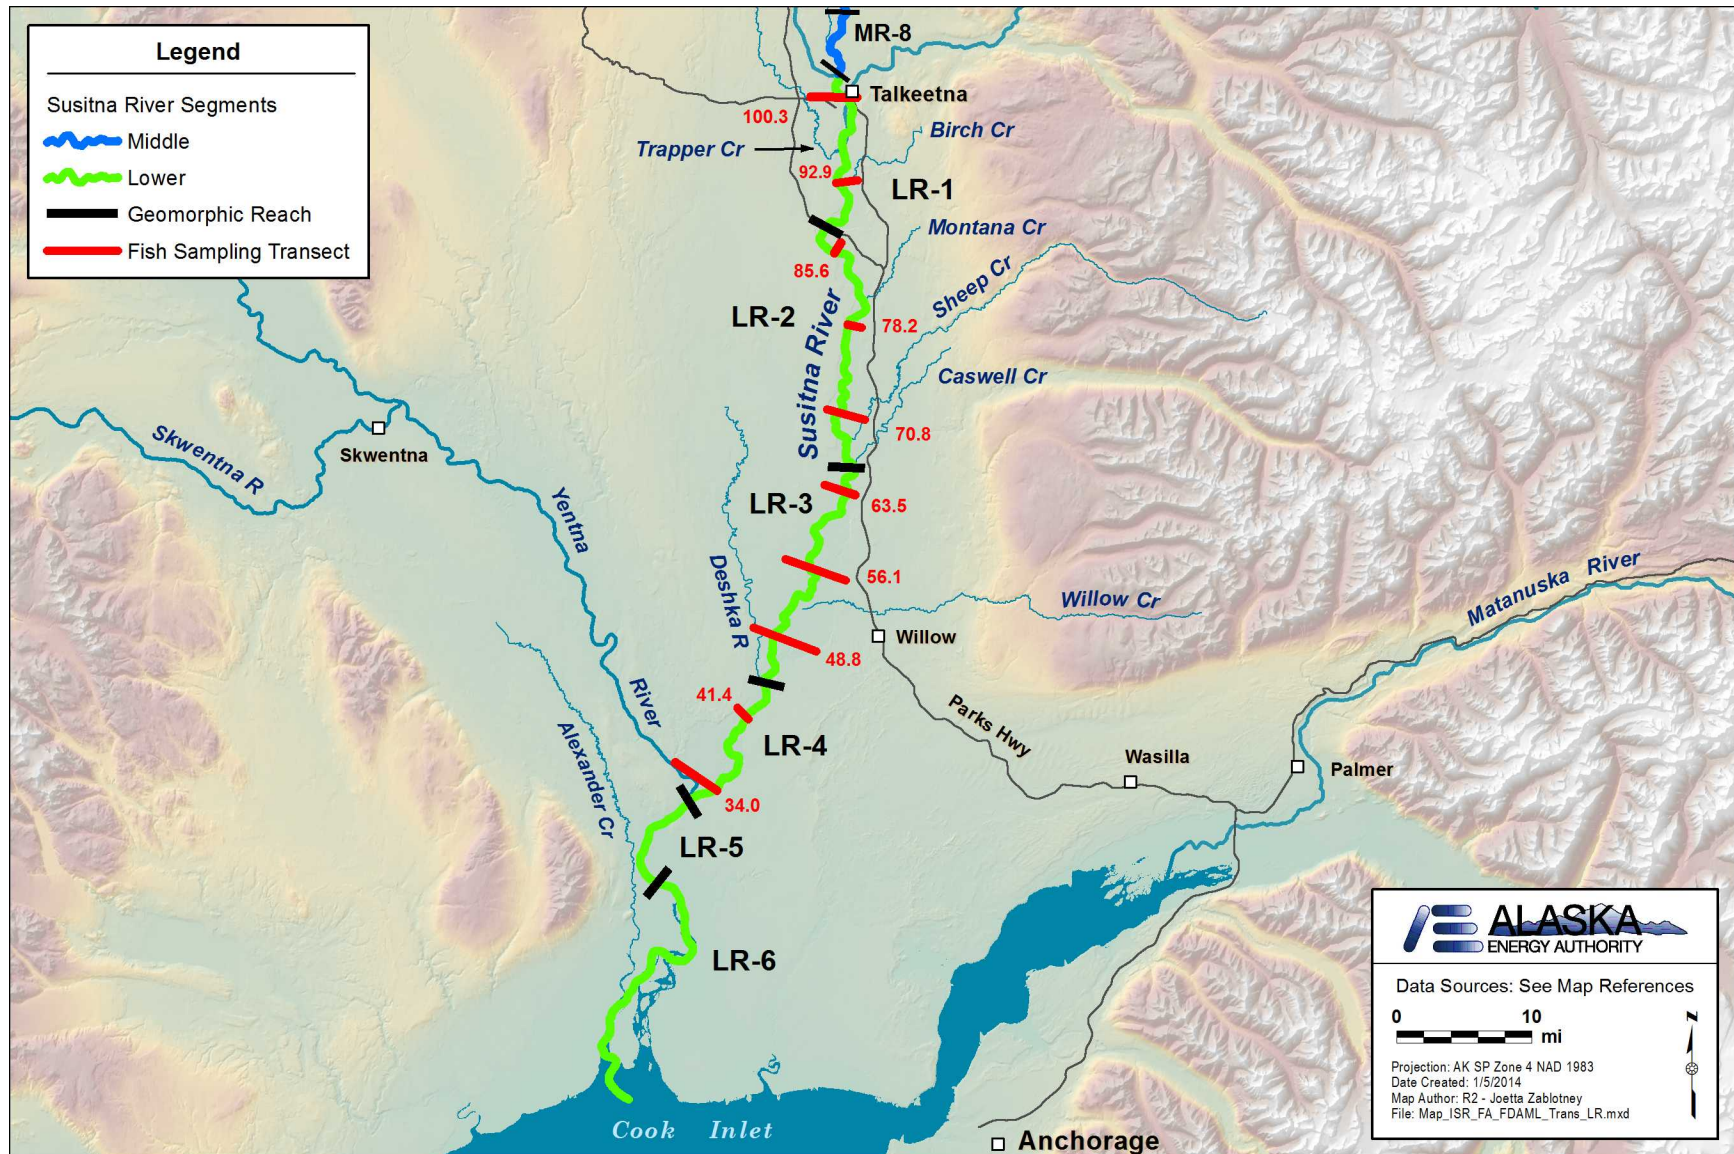 Legend
Susitna River Segments
Middle
Lower
Geomorphic Reach
Fish Sampling Transect
MR-8
Talkeetna
100.3
Birch Cr
Trapper Cr
92.9
LR-1
Montana Cr
85.6
Sheep Cr
LR-2
78.2
Susitna River
Caswell Cr
70.8
Skwentna R
Skwentna
LR-3
63.5
Yentna
River
56.1
Matanuska River
Deshka R
Willow Cr
Willow
48.8
41.4
Parks Hwy
LR-4
Wasilla
Palmer
Alexander Cr
34.0
LR-5
LR-6
Cook Inlet
Anchorage
ALASKA
ENERGY AUTHORITY
Data Sources: See Map References
0 10
mi
N
Projection: AK SP Zone 4 NAD 1983
Date Created: 1/5/2014
Map Author: R2 - Joetta Zablotney
File: Map_ISR_FA_FDAML_Trans_LR.mxd